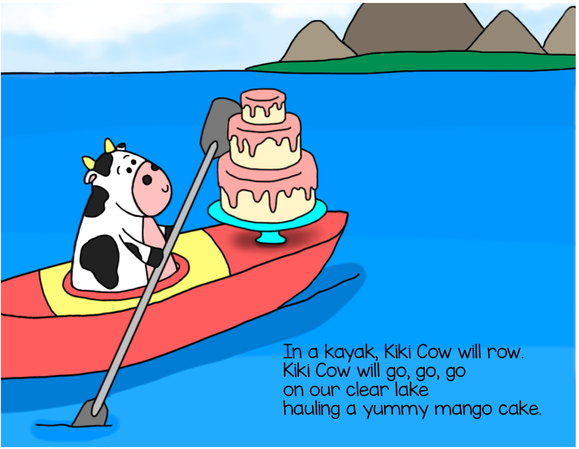 In a kayak, Kiki Cow will row.
Kiki Cow will go, go, go
on our clear lake
hauling a yummy mango cake.